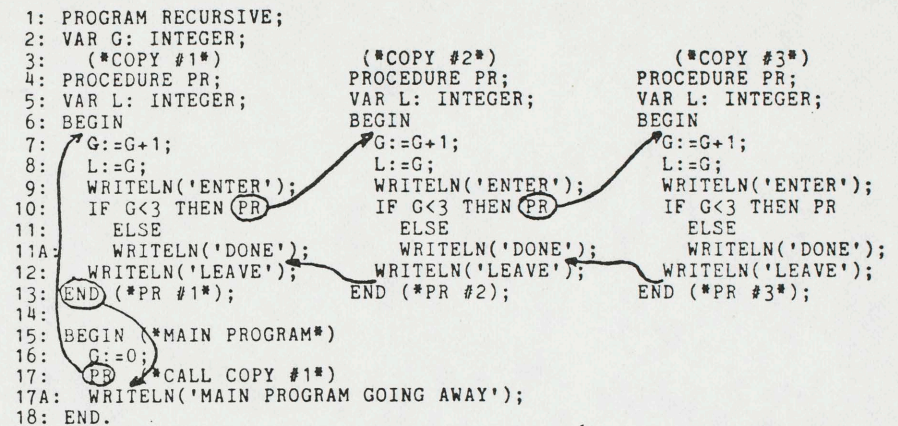 1: PROGRAM RECURSIVE;
2: VAR G: INTEGER;
3: (*COPY #1*) (*COPY #2*) (*COPY #3*)
4: PROCEDURE PR; PROCEDURE PR; PROCEDURE PR;
5: VAR L: INTEGER; VAR L: INTEGER; VAR L: INTEGER;
6: BEGIN BEGIN BEGIN
7: G:=G+1; G:=G+1; G:=G+1;
8: L:=G; L:=G; L:=G;
9: WRITELN('ENTER'); WRITELN('ENTER'); WRITELN('ENTER');
10: IF G<3 THEN PR IF G<3 THEN PR IF G<3 THEN PR
11: ELSE ELSE ELSE
11A: WRITELN('DONE'); WRITELN('DONE'); WRITELN('DONE');
12: WRITELN('LEAVE'); WRITELN('LEAVE'); WRITELN('LEAVE');
13: END (*PR #1*); END (*PR #2); END (*PR #3*);
14:
15: BEGIN (*MAIN PROGRAM*)
16: G:=0;
17: PR (*CALL COPY #1*)
17A: WRITELN('MAIN PROGRAM GOING AWAY');
18: END.